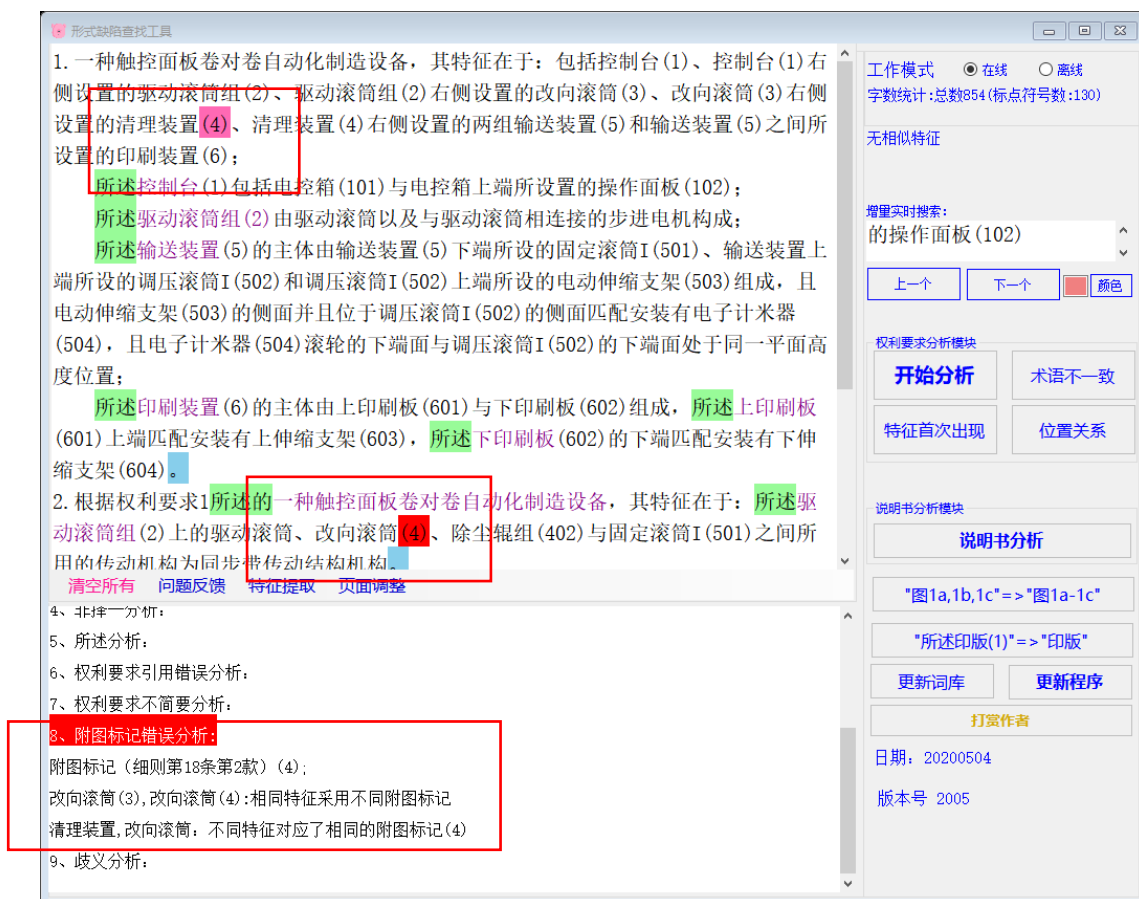 形式缺陷查找工具
1.一种触控面板卷对卷自动化制造设备，其特征在于：包括控制台(1)、控制台(1)右
侧设置的驱动滚筒组(2)、驱动滚筒组(2)右侧设置的改向滚筒(3)、改向滚筒(3)右侧
设置的清理装置(4)、清理装置(4)右侧设置的两组输送装置(5)和输送装置(5)之间所
设置的印刷装置(6)；
所述控制台(1)包括电控箱(101)与电控箱上端所设置的操作面板(102)；
所述驱动滚筒组(2)由驱动滚筒以及与驱动滚筒相连接的步进电机构成；
所述输送装置(5)的主体由输送装置(5)下端所设的固定滚筒I(501)、输送装置上
端所设的调压滚筒I(502)和调压滚筒I(502)上端所设的电动伸缩支架(503)组成，且
电动伸缩支架(503)的侧面并且位于调压滚筒I(502)的侧面匹配安装有电子计米器
(504)，且电子计米器(504)滚轮的下端面与调压滚筒I(502)的下端面处于同一平面高
度位置；
所述印刷装置(6)的主体由上印刷板(601)与下印刷板(602)组成，所述上印刷板
(601)上端匹配安装有上伸缩支架(603)，所述下印刷板(602)的下端匹配安装有下伸
缩支架(604)。
2.根据权利要求1所述的一种触控面板卷对卷自动化制造设备，其特征在于：所述驱
动滚筒组(2)上的驱动滚筒、改向滚筒(4)、除尘辊组(402)与固定滚筒I(501)之间所
用的传动机构为同步带传动结构机构。
清空所有 问题反馈 特征提取 页面调整
4、非择一分析：
5、所述分析：
6、权利要求引用错误分析：
7、权利要求不简要分析：
8、附图标记错误分析：
附图标记（细则第18条第2款）(4)；
改向滚筒(3),改向滚筒(4):相同特征采用不同附图标记
清理装置,改向滚筒：不同特征对应了相同的附图标记(4)
9、歧义分析：
工作模式 在线 离线
字数统计:总数854(标点符号数:130)
无相似特征
增量实时搜索：
的操作面板(102)
上一个 下一个 颜色
权利要求分析模块
开始分析 术语不一致
特征首次出现 位置关系
说明书分析模块
说明书分析
"图1a,1b,1c"=>"图1a-1c"
"所述印版(1)"=>"印版"
更新词库 更新程序
打赏作者
日期：20200504
版本号 2005